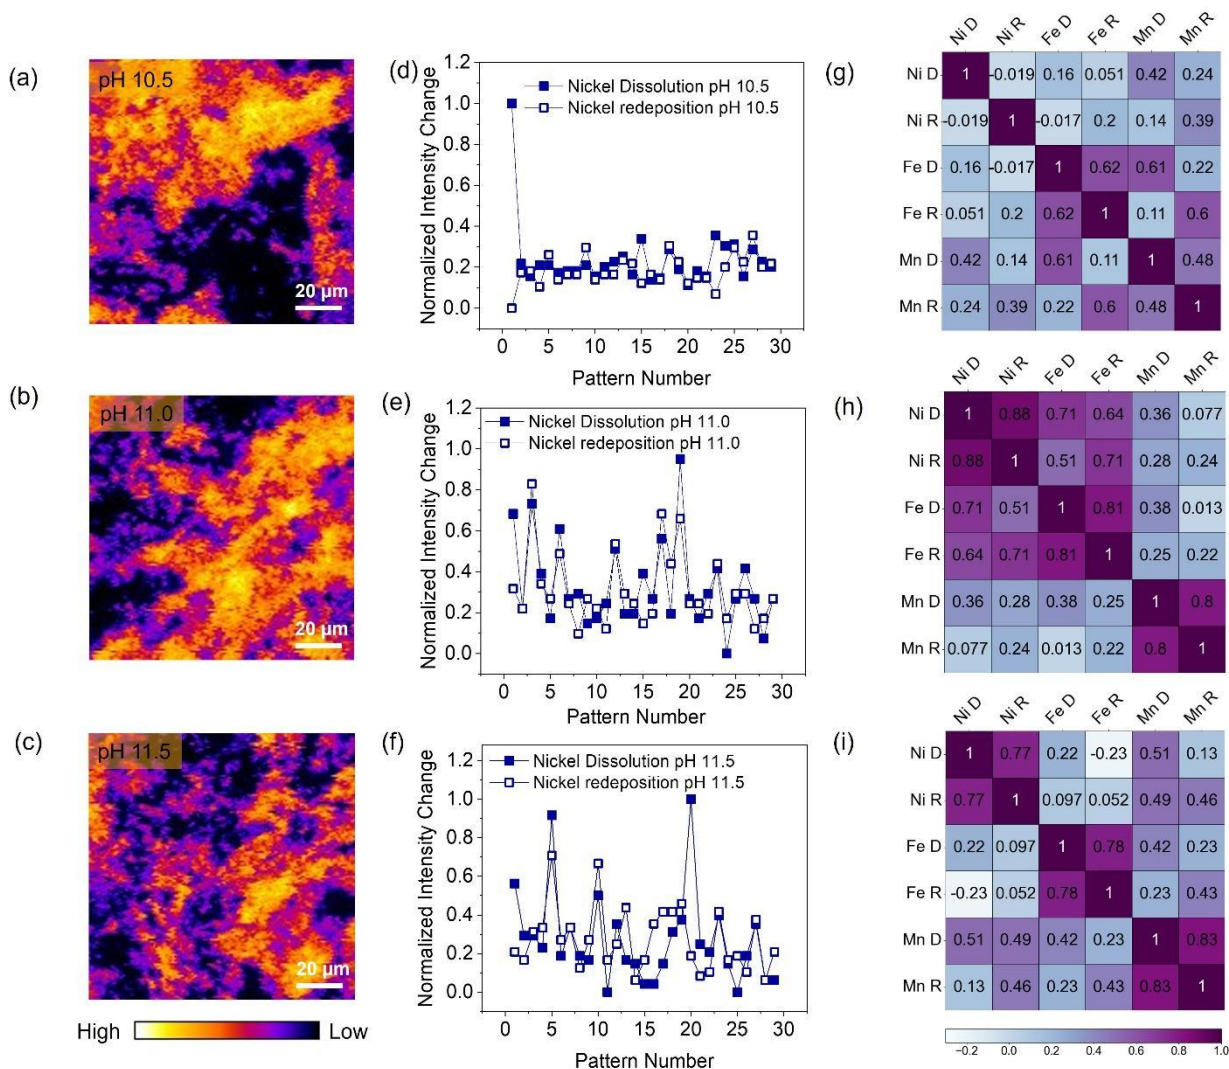 (a)
pH 10.5
20 µm
(d)
Normalized Intensity Change
1.2
1.0
0.8
0.6
0.4
0.2
0.0
Nickel Dissolution pH 10.5
Nickel redeposition pH 10.5
0 5 10 15 20 25 30
Pattern Number
(g)
Ni D Ni R Fe D Fe R Mn D Mn R
Ni D 1 -0.019 0.16 0.051 0.42 0.24
Ni R -0.019 1 -0.017 0.2 0.14 0.39
Fe D 0.16 -0.017 1 0.62 0.61 0.22
Fe R 0.051 0.2 0.62 1 0.11 0.6
Mn D 0.42 0.14 0.61 0.11 1 0.48
Mn R 0.24 0.39 0.22 0.6 0.48 1
(b)
pH 11.0
20 µm
(e)
Normalized Intensity Change
1.2
1.0
0.8
0.6
0.4
0.2
0.0
Nickel Dissolution pH 11.0
Nickel redeposition pH 11.0
0 5 10 15 20 25 30
Pattern Number
(h)
Ni D Ni R Fe D Fe R Mn D Mn R
Ni D 1 0.88 0.71 0.64 0.36 0.077
Ni R 0.88 1 0.51 0.71 0.28 0.24
Fe D 0.71 0.51 1 0.81 0.38 0.013
Fe R 0.64 0.71 0.81 1 0.25 0.22
Mn D 0.36 0.28 0.38 0.25 1 0.8
Mn R 0.077 0.24 0.013 0.22 0.8 1
(c)
pH 11.5
20 µm
High Low
(f)
Normalized Intensity Change
1.2
1.0
0.8
0.6
0.4
0.2
0.0
Nickel Dissolution pH 11.5
Nickel redeposition pH 11.5
0 5 10 15 20 25 30
Pattern Number
(i)
Ni D Ni R Fe D Fe R Mn D Mn R
Ni D 1 0.77 0.22 -0.23 0.51 0.13
Ni R 0.77 1 0.097 0.052 0.49 0.46
Fe D 0.22 0.097 1 0.78 0.42 0.23
Fe R -0.23 0.052 0.78 1 0.23 0.43
Mn D 0.51 0.49 0.42 0.23 1 0.83
Mn R 0.13 0.46 0.23 0.43 0.83 1
−0.2 0.0 0.2 0.4 0.6 0.8 1.0